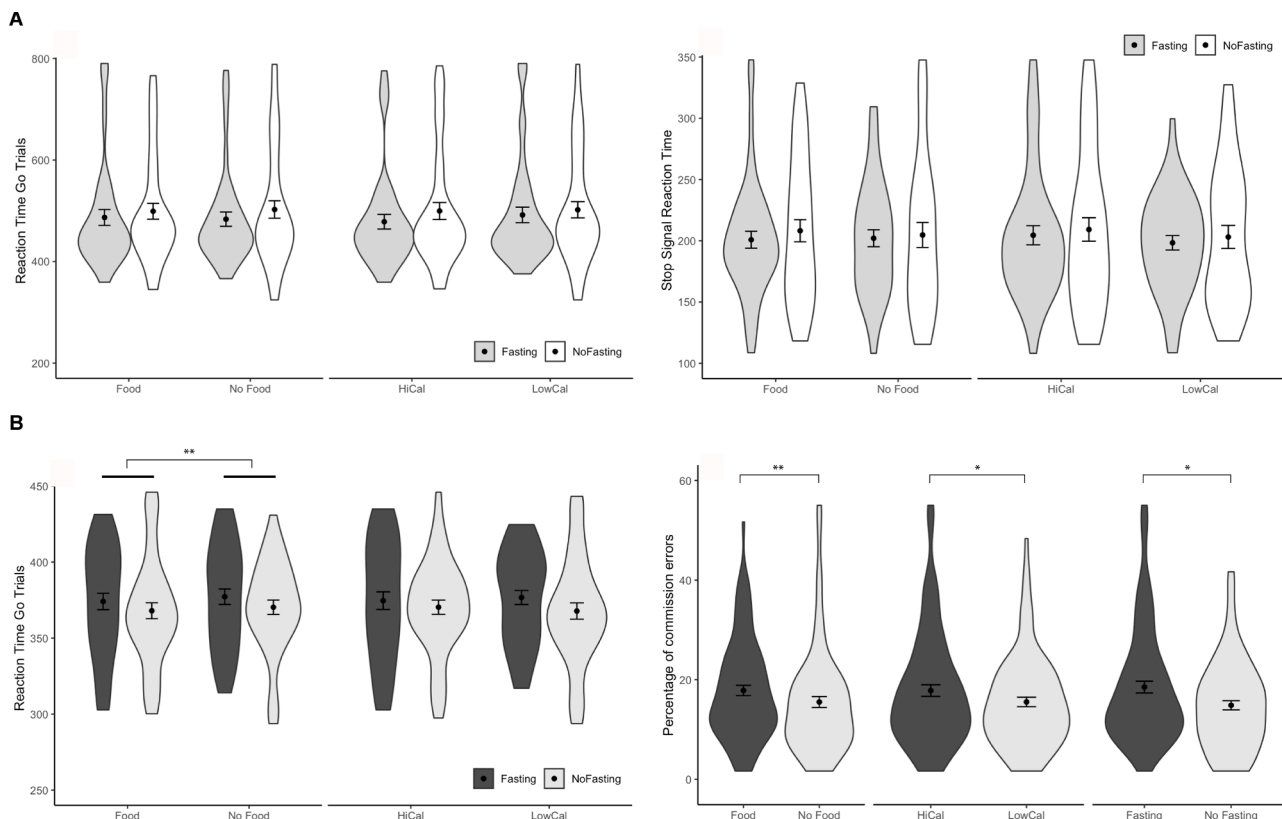 A
Reaction Time Go Trials
800
600
400
200
Fasting NoFasting
Food No Food HiCal LowCal
Stop Signal Reaction Time
350
300
250
200
150
100
Fasting NoFasting
Food No Food HiCal LowCal
B
Reaction Time Go Trials
450
400
350
300
250
**
Fasting NoFasting
Food No Food HiCal LowCal
Percentage of commission errors
60
40
20
0
** * *
Food No Food HiCal LowCal Fasting No Fasting